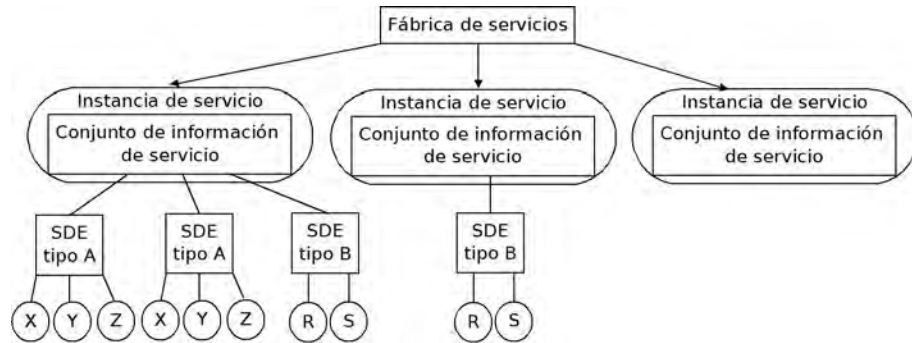 Fábrica de servicios
Instancia de servicio
Conjunto de información
de servicio
Instancia de servicio
Conjunto de información
de servicio
Instancia de servicio
Conjunto de información
de servicio
SDE
tipo A
SDE
tipo A
SDE
tipo B
SDE
tipo B
X
Y
Z
X
Y
Z
R
S
R
S